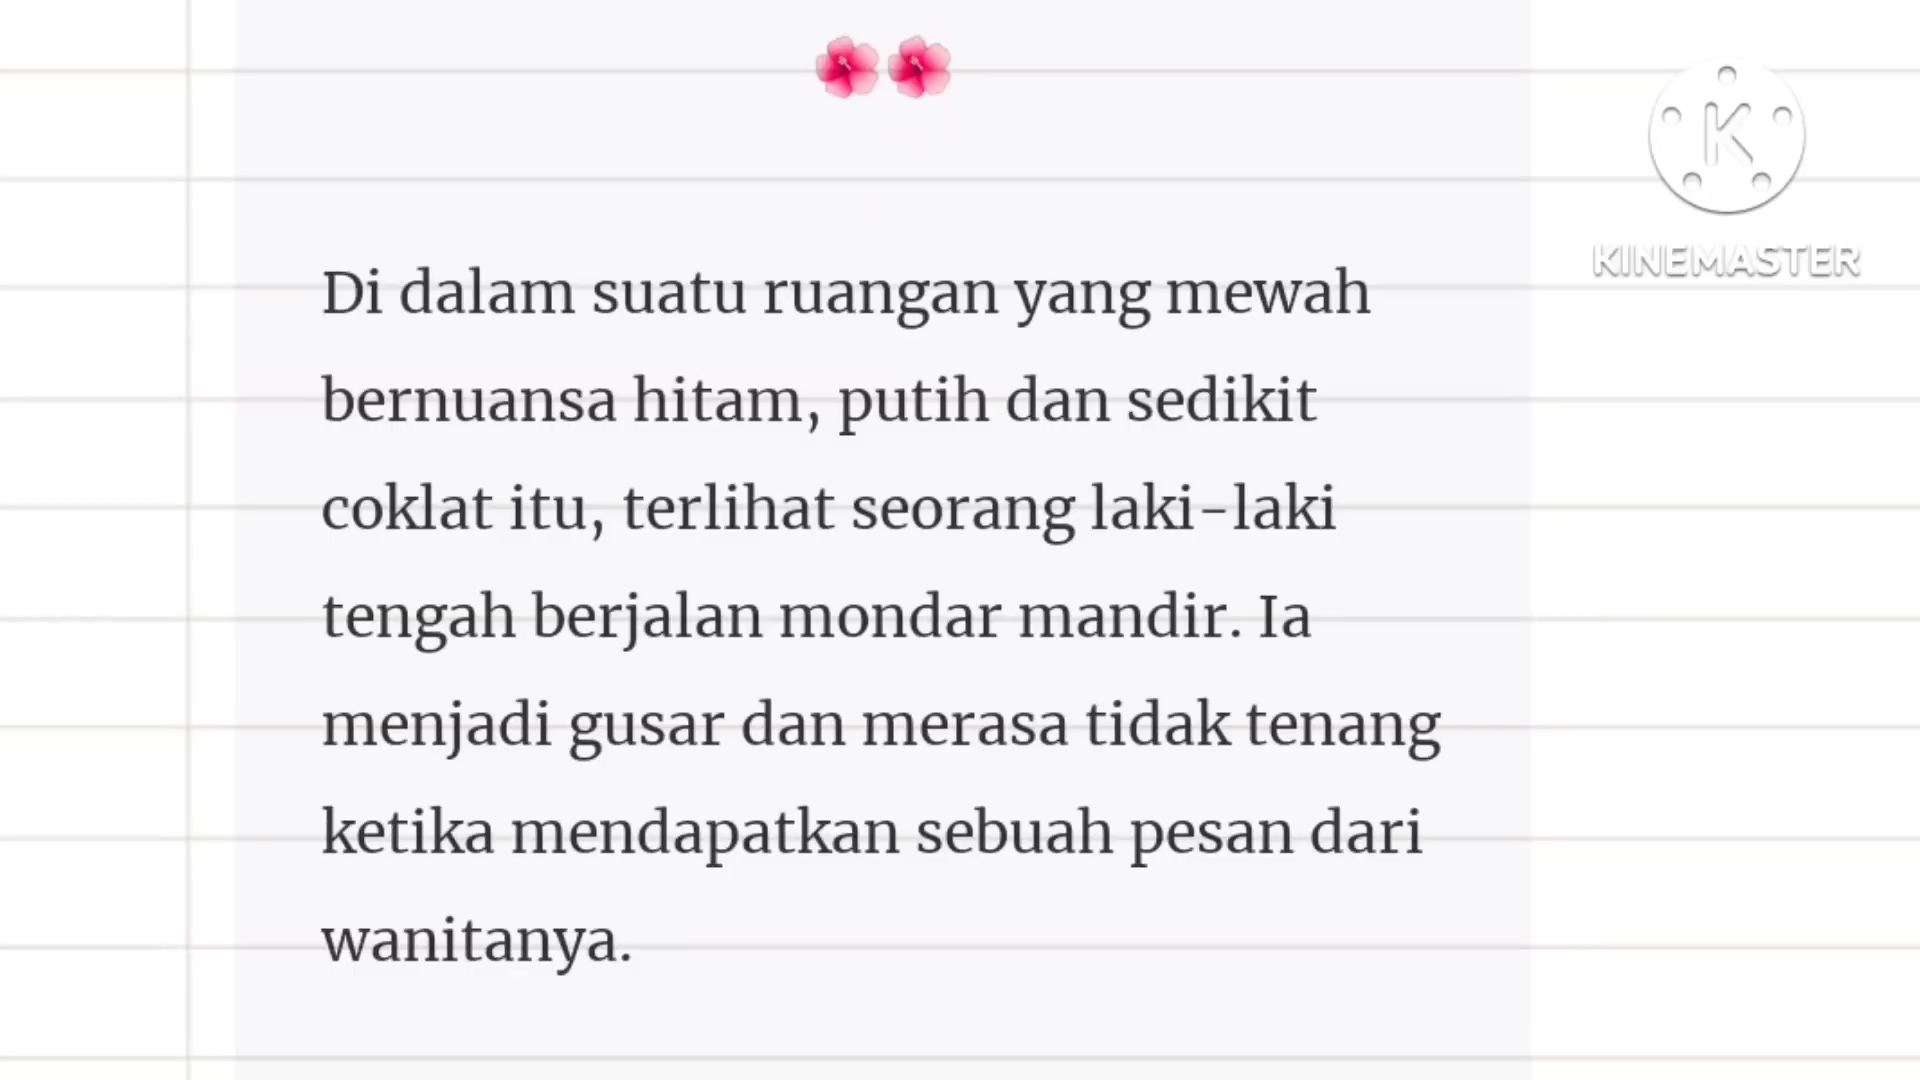 🌺🌺
K
KINEMASTER
Di dalam suatu ruangan yang mewah
bernuansa hitam, putih dan sedikit
coklat itu, terlihat seorang laki-laki
tengah berjalan mondar mandir. Ia
menjadi gusar dan merasa tidak tenang
ketika mendapatkan sebuah pesan dari
wanitanya.